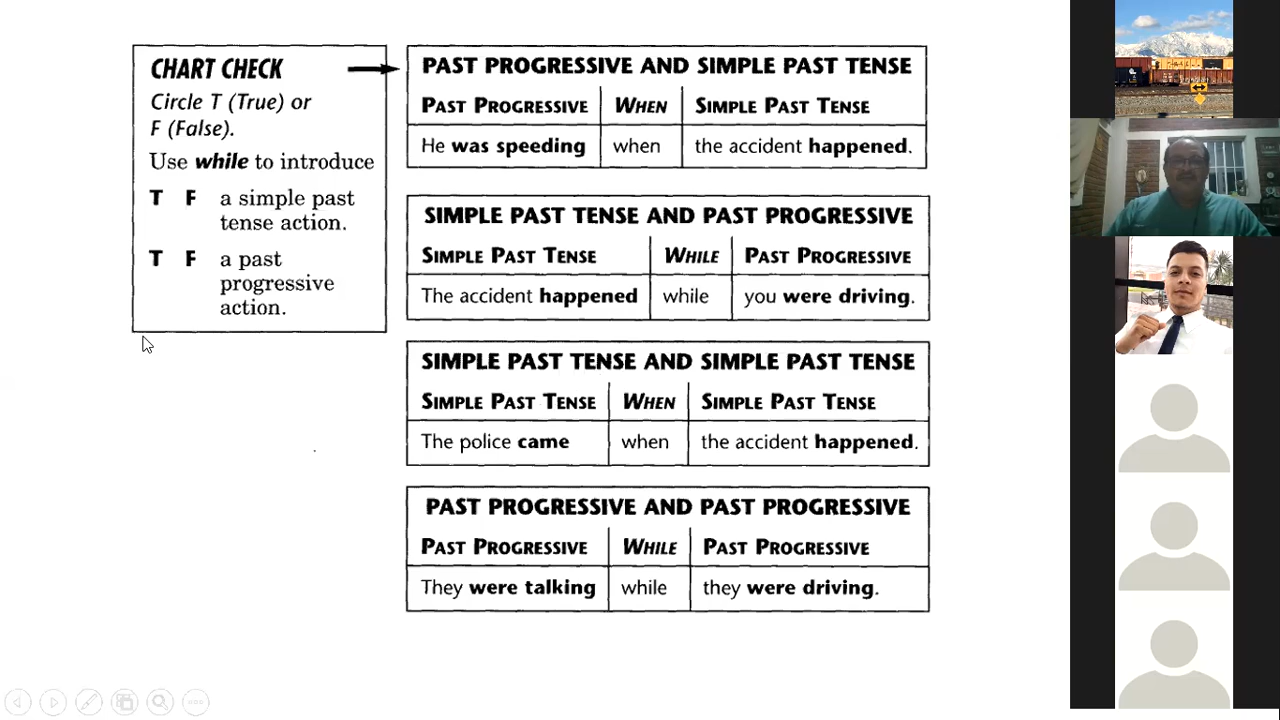 CHART CHECK
Circle T (True) or
F (False).
Use while to introduce
T F a simple past
tense action.
T F a past
progressive
action.
PAST PROGRESSIVE AND SIMPLE PAST TENSE
PAST PROGRESSIVE WHEN SIMPLE PAST TENSE
He was speeding when the accident happened.
SIMPLE PAST TENSE AND PAST PROGRESSIVE
SIMPLE PAST TENSE WHILE PAST PROGRESSIVE
The accident happened while you were driving.
SIMPLE PAST TENSE AND SIMPLE PAST TENSE
SIMPLE PAST TENSE WHEN SIMPLE PAST TENSE
The police came when the accident happened.
PAST PROGRESSIVE AND PAST PROGRESSIVE
PAST PROGRESSIVE WHILE PAST PROGRESSIVE
They were talking while they were driving.